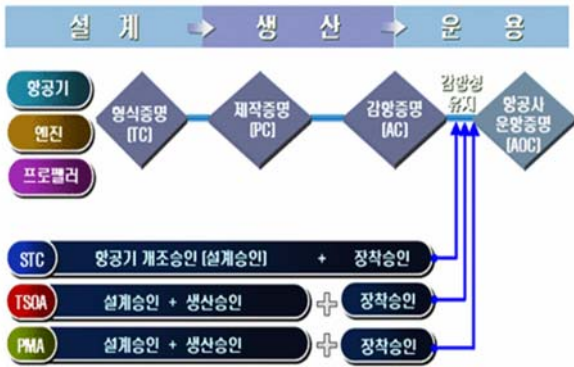 설 계 생 산 운 용
항공기
엔진
프로펠러
형식증명
(TC)
제작증명
(PC)
감항증명
(AC)
감항성
유지
항공사
운항증명
(AOC)
STC 항공기 개조승인 (설계승인) + 장착승인
TSOA 설계승인 + 생산승인 + 장착승인
PMA 설계승인 + 생산승인 + 장착승인